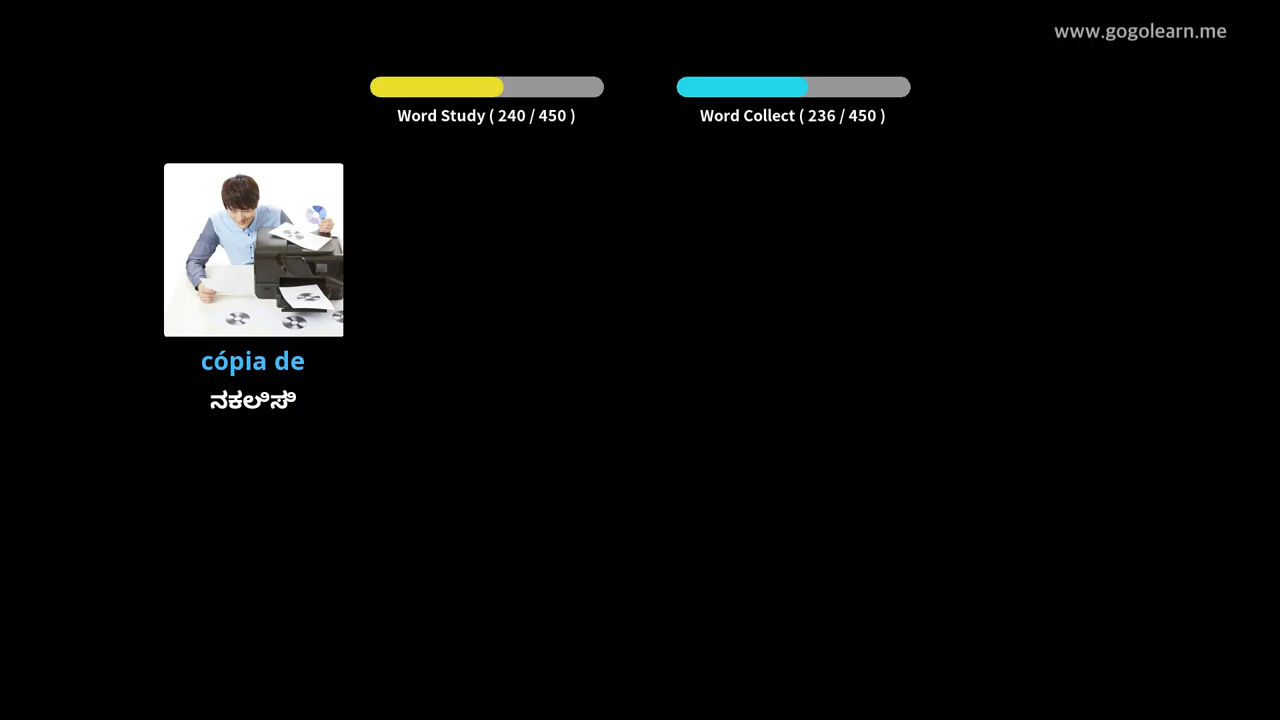 www.gogolearn.me
Word Study ( 240 / 450 )
Word Collect ( 236 / 450 )
cópia de
ನಕಲಿಸಿ